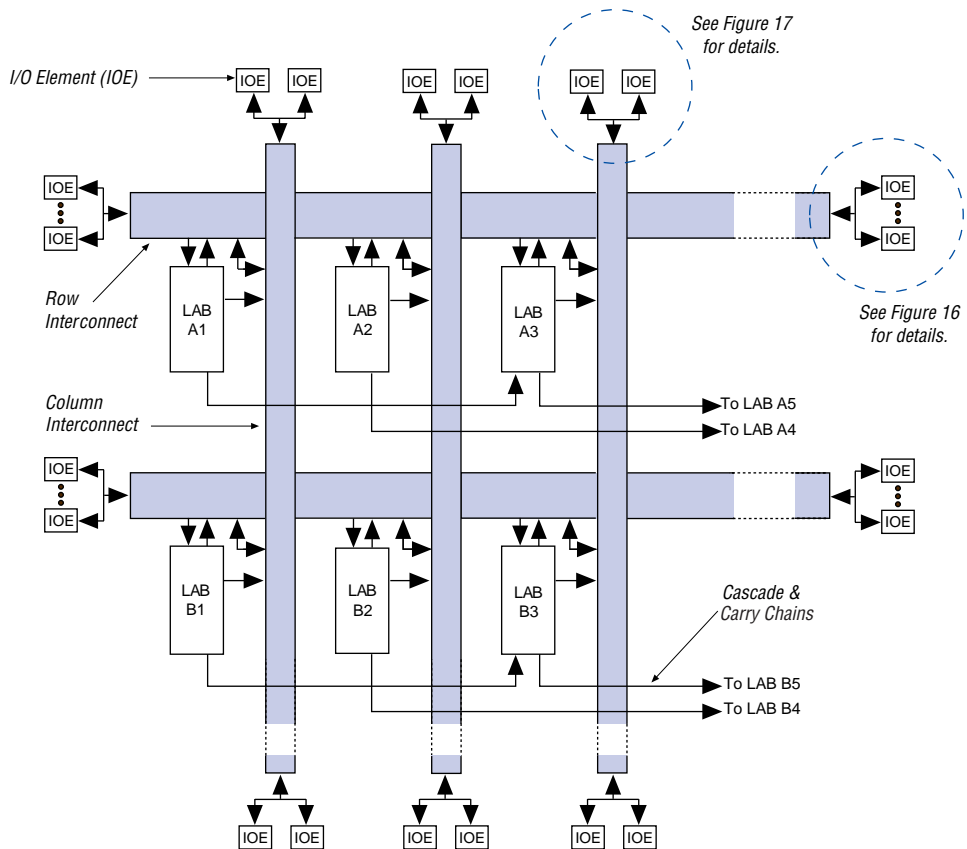 See Figure 17
for details.
I/O Element (IOE)
IOE IOE IOE IOE IOE IOE
IOE IOE
IOE IOE
Row
Interconnect
LAB
A1
LAB
A2
LAB
A3
See Figure 16
for details.
Column
Interconnect
To LAB A5
To LAB A4
IOE IOE
IOE IOE
LAB
B1
LAB
B2
LAB
B3
Cascade &
Carry Chains
To LAB B5
To LAB B4
IOE IOE IOE IOE IOE IOE